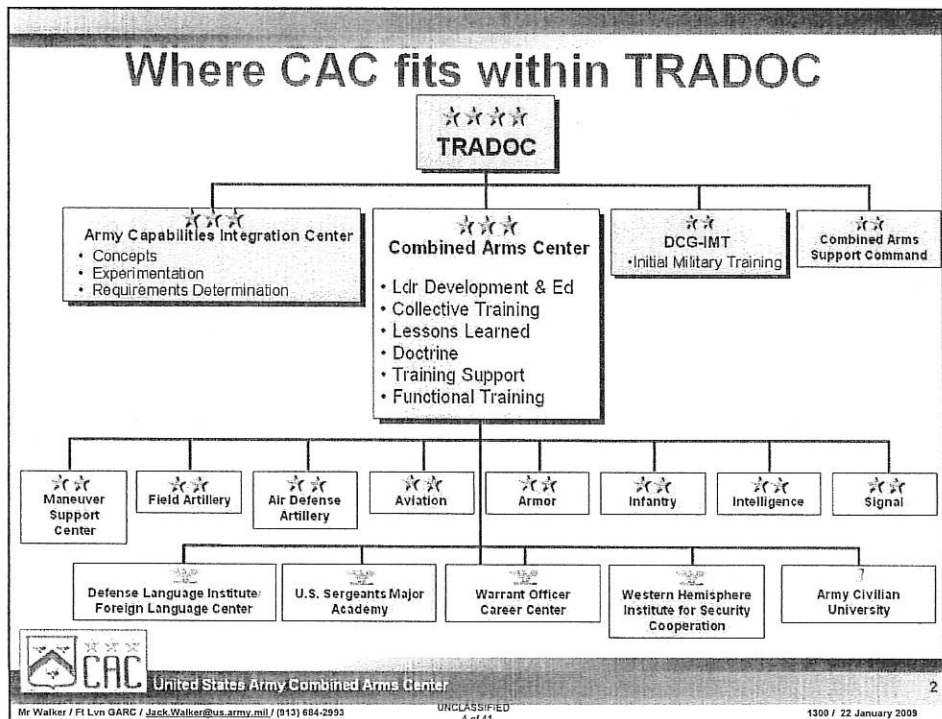 Where CAC fits within TRADOC
TRADOC
Army Capabilities Integration Center
• Concepts
• Experimentation
• Requirements Determination
Combined Arms Center
• Ldr Development & Ed
• Collective Training
• Lessons Learned
• Doctrine
• Training Support
• Functional Training
DCG-IMT
•Initial Military Training
Combined Arms
Support Command
Maneuver
Support
Center
Field Artillery
Air Defense
Artillery
Aviation
Armor
Infantry
Intelligence
Signal
Defense Language Institute/
Foreign Language Center
U.S. Sergeants Major
Academy
Warrant Officer
Career Center
Western Hemisphere
Institute for Security
Cooperation
?
Army Civilian
University
CAC
United States Army Combined Arms Center
2
Mr Walker / Ft Lvn GARC / Jack.Walker@us.army.mil / (913) 684-2993
UNCLASSIFIED
4 of 41
1300 / 22 January 2009